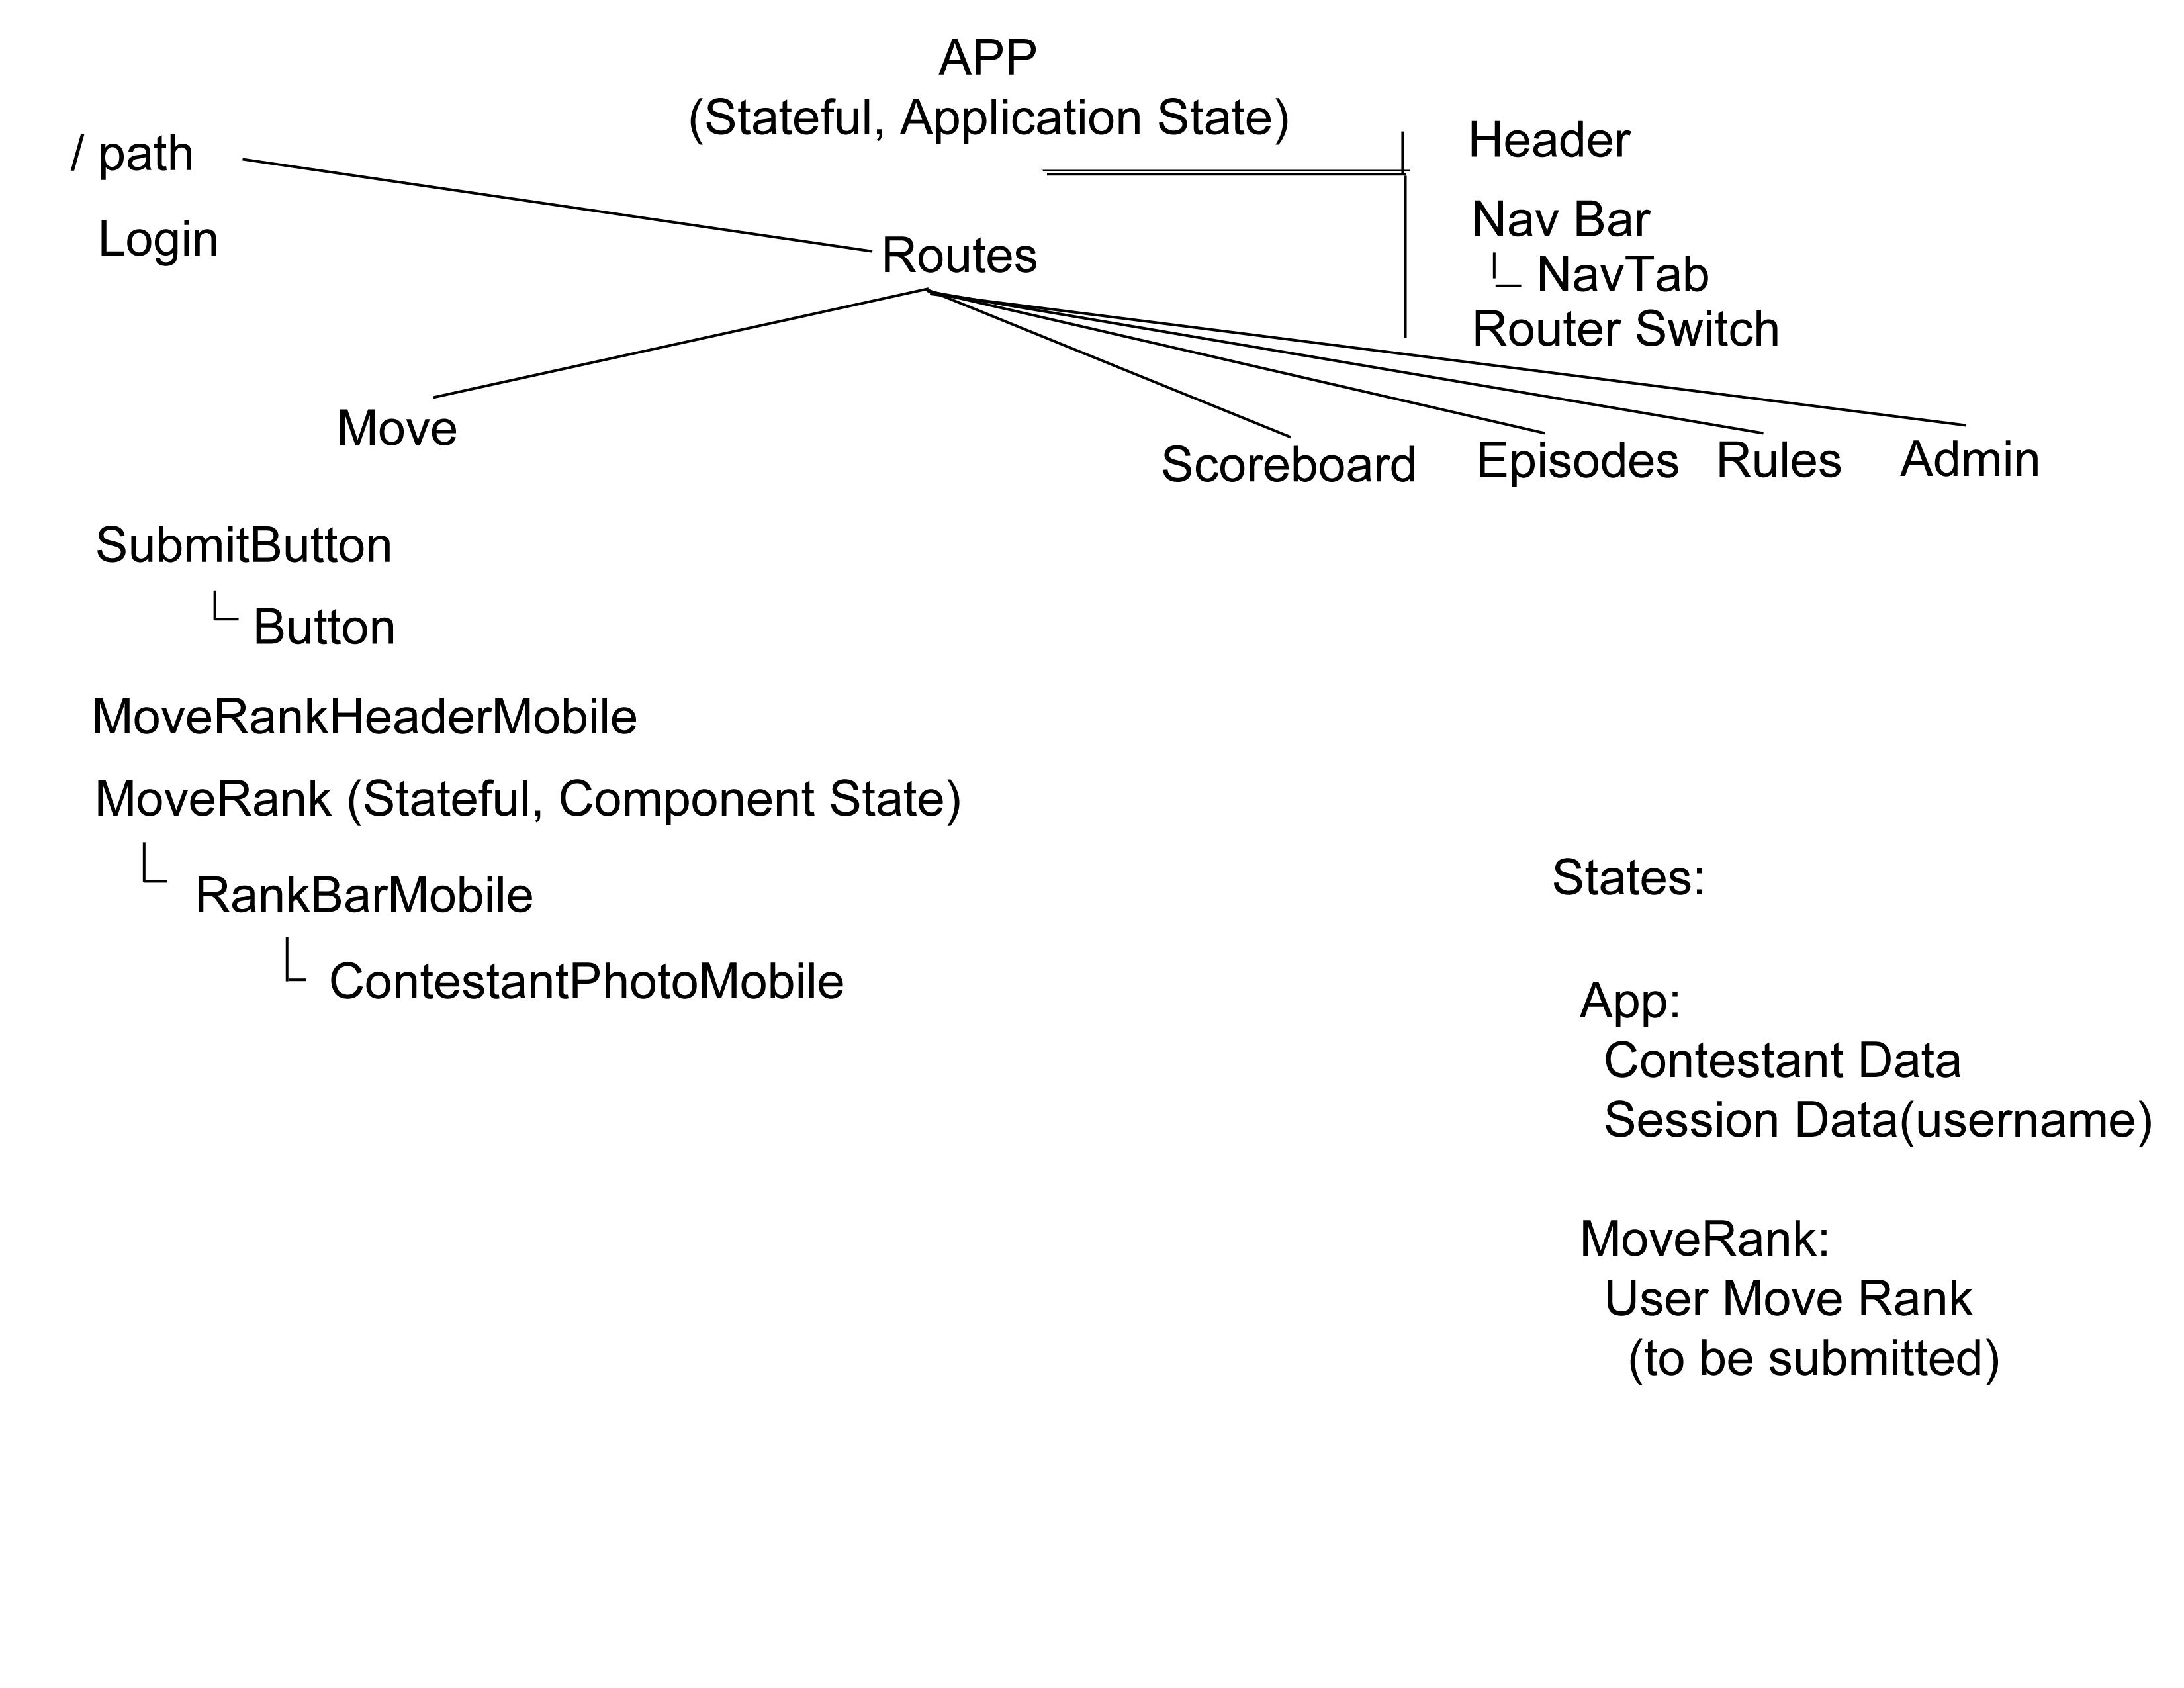 APP
(Stateful, Application State)
/ path
Login
Header
Nav Bar
NavTab
Router Switch
Routes
Move
Scoreboard
Episodes
Rules
Admin
SubmitButton
Button
MoveRankHeaderMobile
MoveRank (Stateful, Component State)
RankBarMobile
ContestantPhotoMobile
States:
App:
Contestant Data
Session Data(username)
MoveRank:
User Move Rank
(to be submitted)